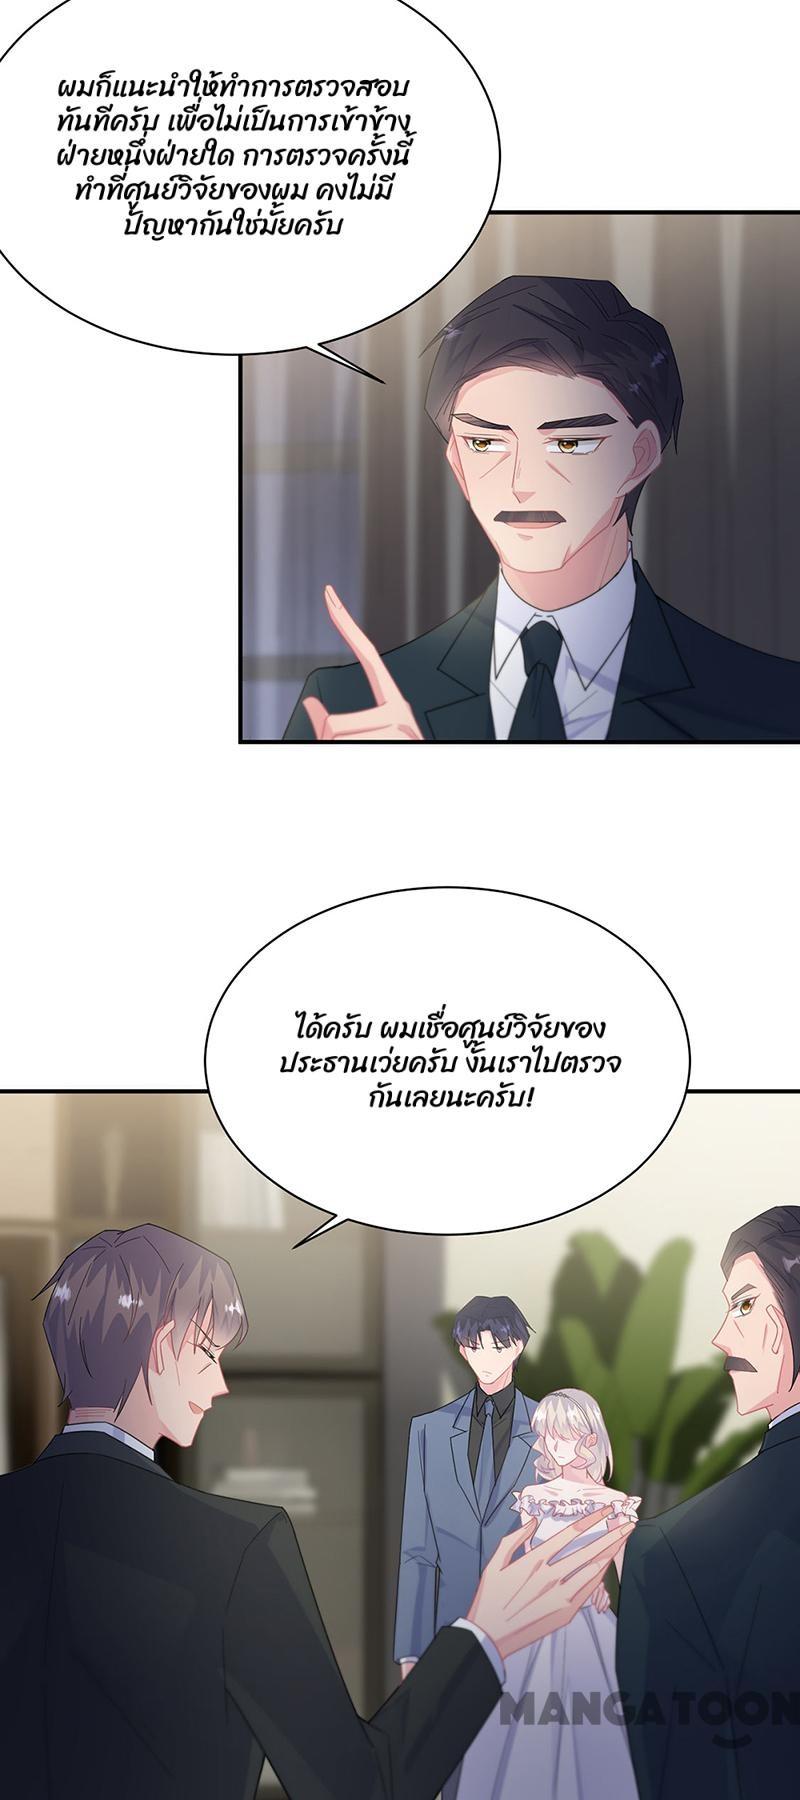 ผมก็แนะนำให้ทำการตรวจสอบ
ทันทีครับ เพื่อไม่เป็นการเข้าข้าง
ฝ่ายหนึ่งฝ่ายใด การตรวจครั้งนี้
ทำที่ศูนย์วิจัยของผม คงไม่มี
ปัญหากันใช่มั้ยครับ
ได้ครับ ผมเชื่อศูนย์วิจัยของ
ประธานเว่ยครับ งั้นเราไปตรวจ
กันเลยนะครับ!
MANGATOON